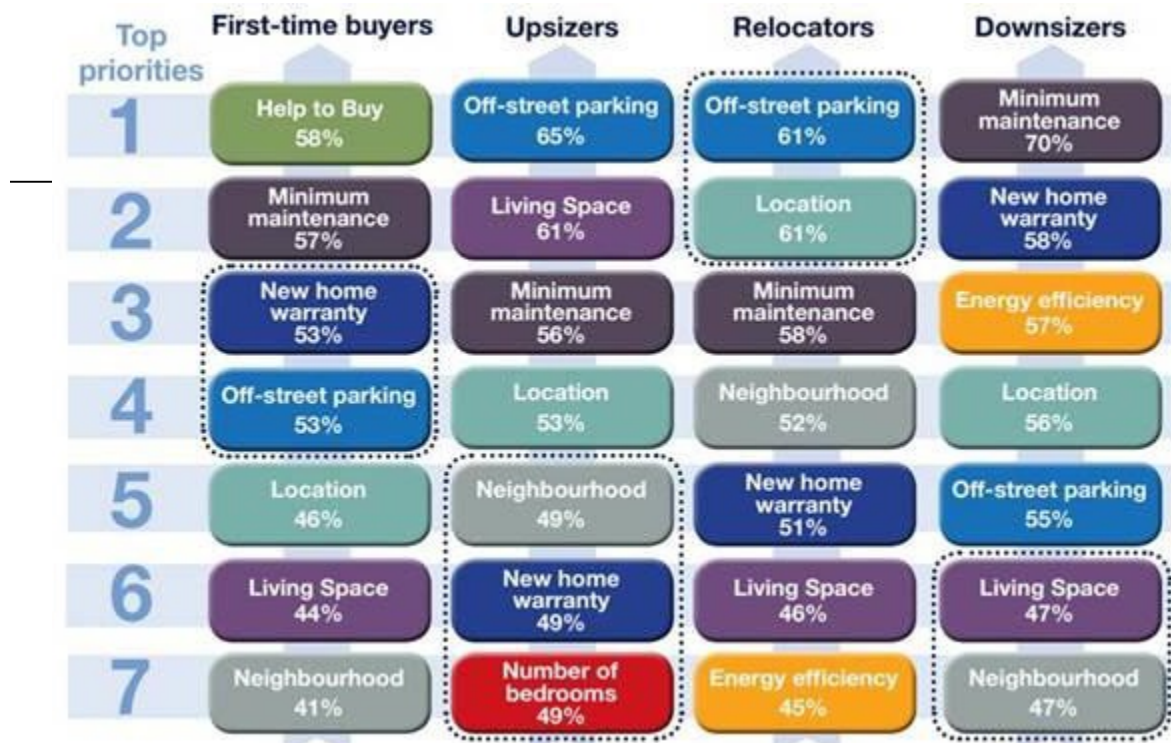 Top
priorities
First-time buyers
Upsizers
Relocators
Downsizers
1
Help to Buy
58%
Off-street parking
65%
Off-street parking
61%
Minimum
maintenance
70%
2
Minimum
maintenance
57%
Living Space
61%
Location
61%
New home
warranty
58%
3
New home
warranty
53%
Minimum
maintenance
56%
Minimum
maintenance
58%
Energy efficiency
57%
4
Off-street parking
53%
Location
53%
Neighbourhood
52%
Location
56%
5
Location
46%
Neighbourhood
49%
New home
warranty
51%
Off-street parking
55%
6
Living Space
44%
New home
warranty
49%
Living Space
46%
Living Space
47%
7
Neighbourhood
41%
Number of
bedrooms
49%
Energy efficiency
45%
Neighbourhood
47%